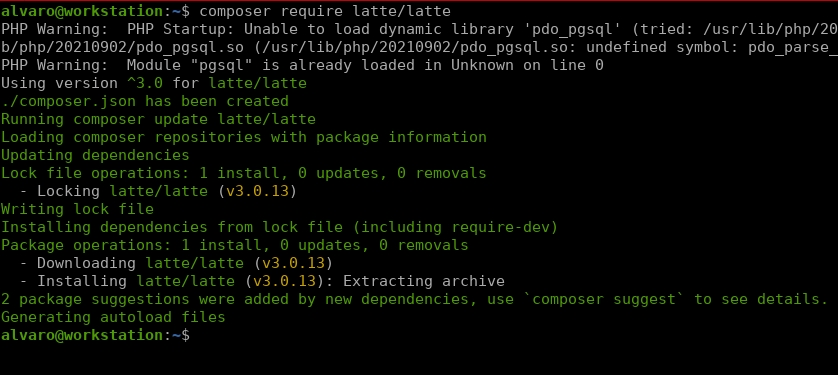 alvaro@workstation:~$ composer require latte/latte
PHP Warning:  PHP Startup: Unable to load dynamic library 'pdo_pgsql' (tried: /usr/lib/php/20
b/php/20210902/pdo_pgsql.so (/usr/lib/php/20210902/pdo_pgsql.so: undefined symbol: pdo_parse_
PHP Warning:  Module "pgsql" is already loaded in Unknown on line 0
Using version ^3.0 for latte/latte
./composer.json has been created
Running composer update latte/latte
Loading composer repositories with package information
Updating dependencies
Lock file operations: 1 install, 0 updates, 0 removals
  - Locking latte/latte (v3.0.13)
Writing lock file
Installing dependencies from lock file (including require-dev)
Package operations: 1 install, 0 updates, 0 removals
  - Downloading latte/latte (v3.0.13)
  - Installing latte/latte (v3.0.13): Extracting archive
2 package suggestions were added by new dependencies, use `composer suggest` to see details.
Generating autoload files
alvaro@workstation:~$